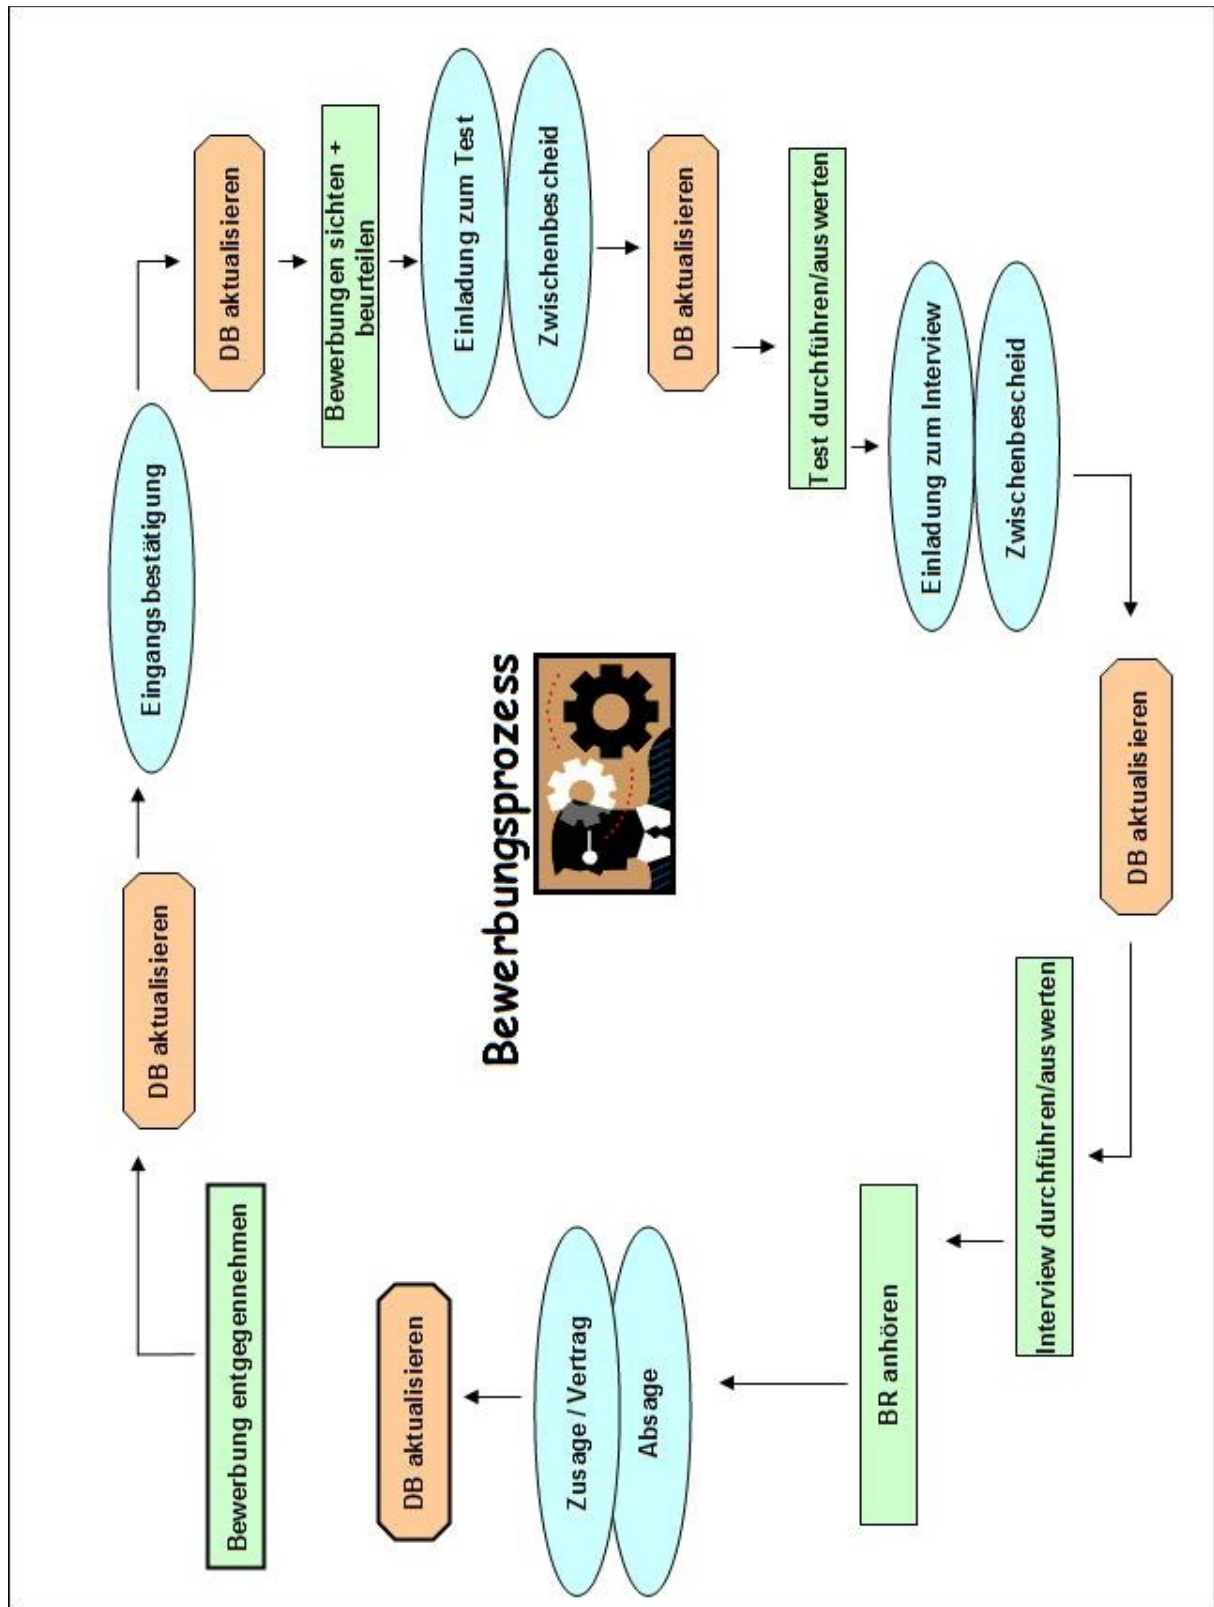 Bewerbungsprozess
Bewerbung entgegennehmen
DB aktualisieren
Eingangsbestätigung
DB aktualisieren
Bewerbungen sichten +
beurteilen
Einladung zum Test
Zwischenbescheid
DB aktualisieren
Test durchführen/auswerten
Einladung zum Interview
Zwischenbescheid
DB aktualisieren
Interview durchführen/auswerten
BR anhören
Zusage / Vertrag
Absage
DB aktualisieren